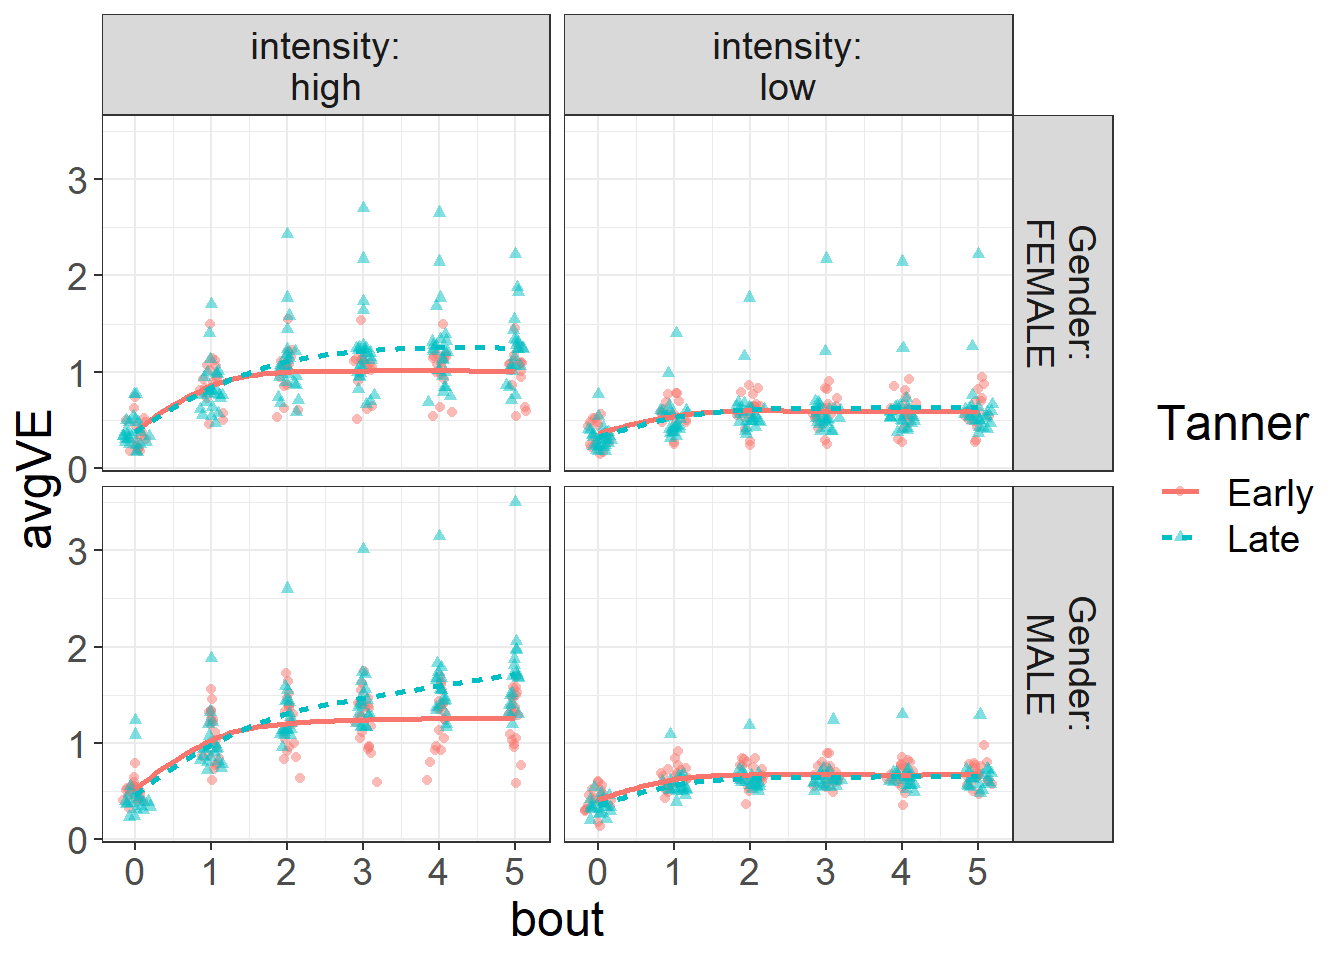 intensity:
high
intensity:
low
3
2
1
0
Gender:
FEMALE
3
2
1
0
Gender:
MALE
0 1 2 3 4 5
0 1 2 3 4 5
bout
avgVE
Tanner
Early
Late